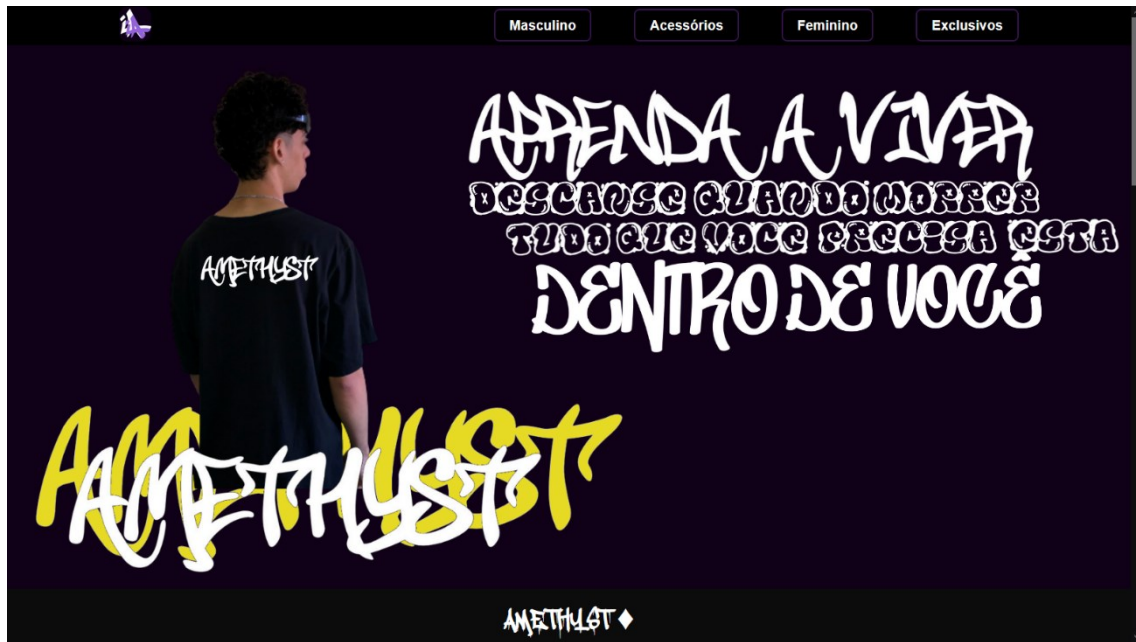 Masculino Acessórios Feminino Exclusivos
APRENDA A VIVER
DESCANSE QUANDO MORRER
TUDO QUE VOCE PRECISA ESTA
DENTRO DE VOCÊ
AMETHYST
AMETHYST
AMETHYST
AMETHYST